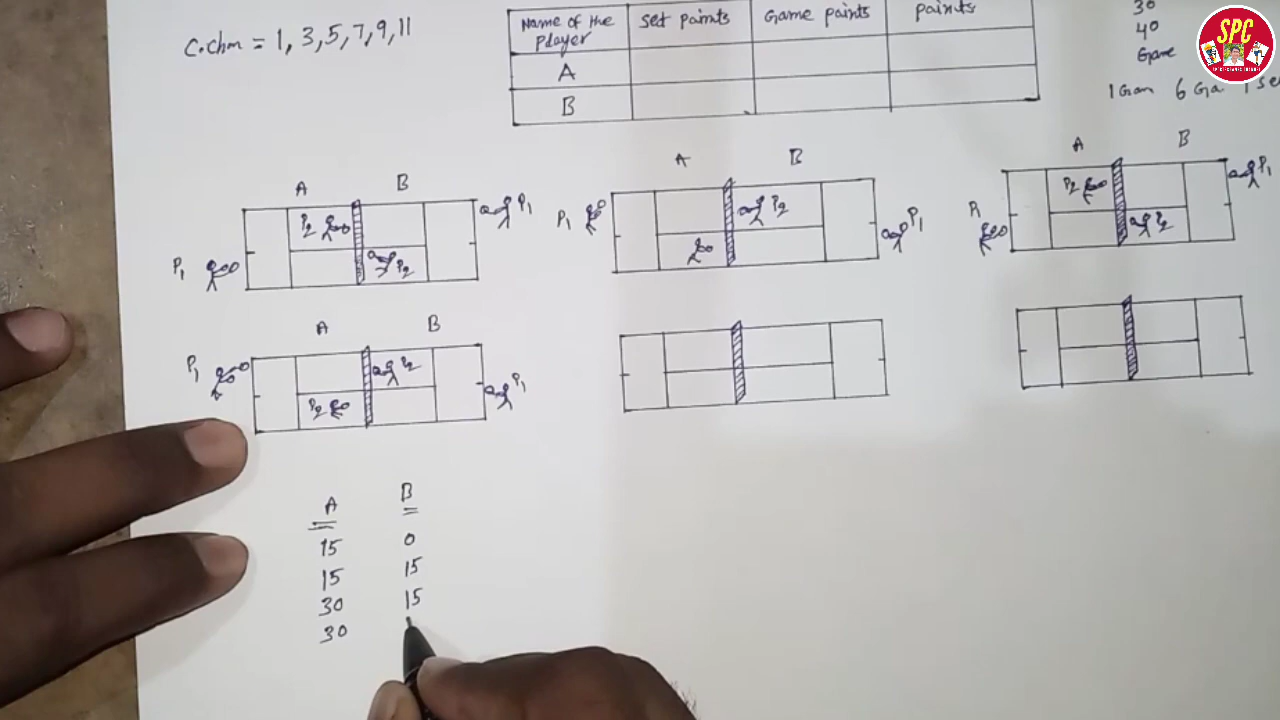 C.chm = 1, 3, 5, 7, 9, 11
Name of the player
Set points
Game points
points
A
B
30
40
Game
1 Gam 6 Ga 1 Se
SPC
A B
P1 P2 P2 P1
A B
P1 P2 P1
A B
P2 P2 P1
A B
P1 P2 P2 P1
A B
15 0
15 15
30 15
30